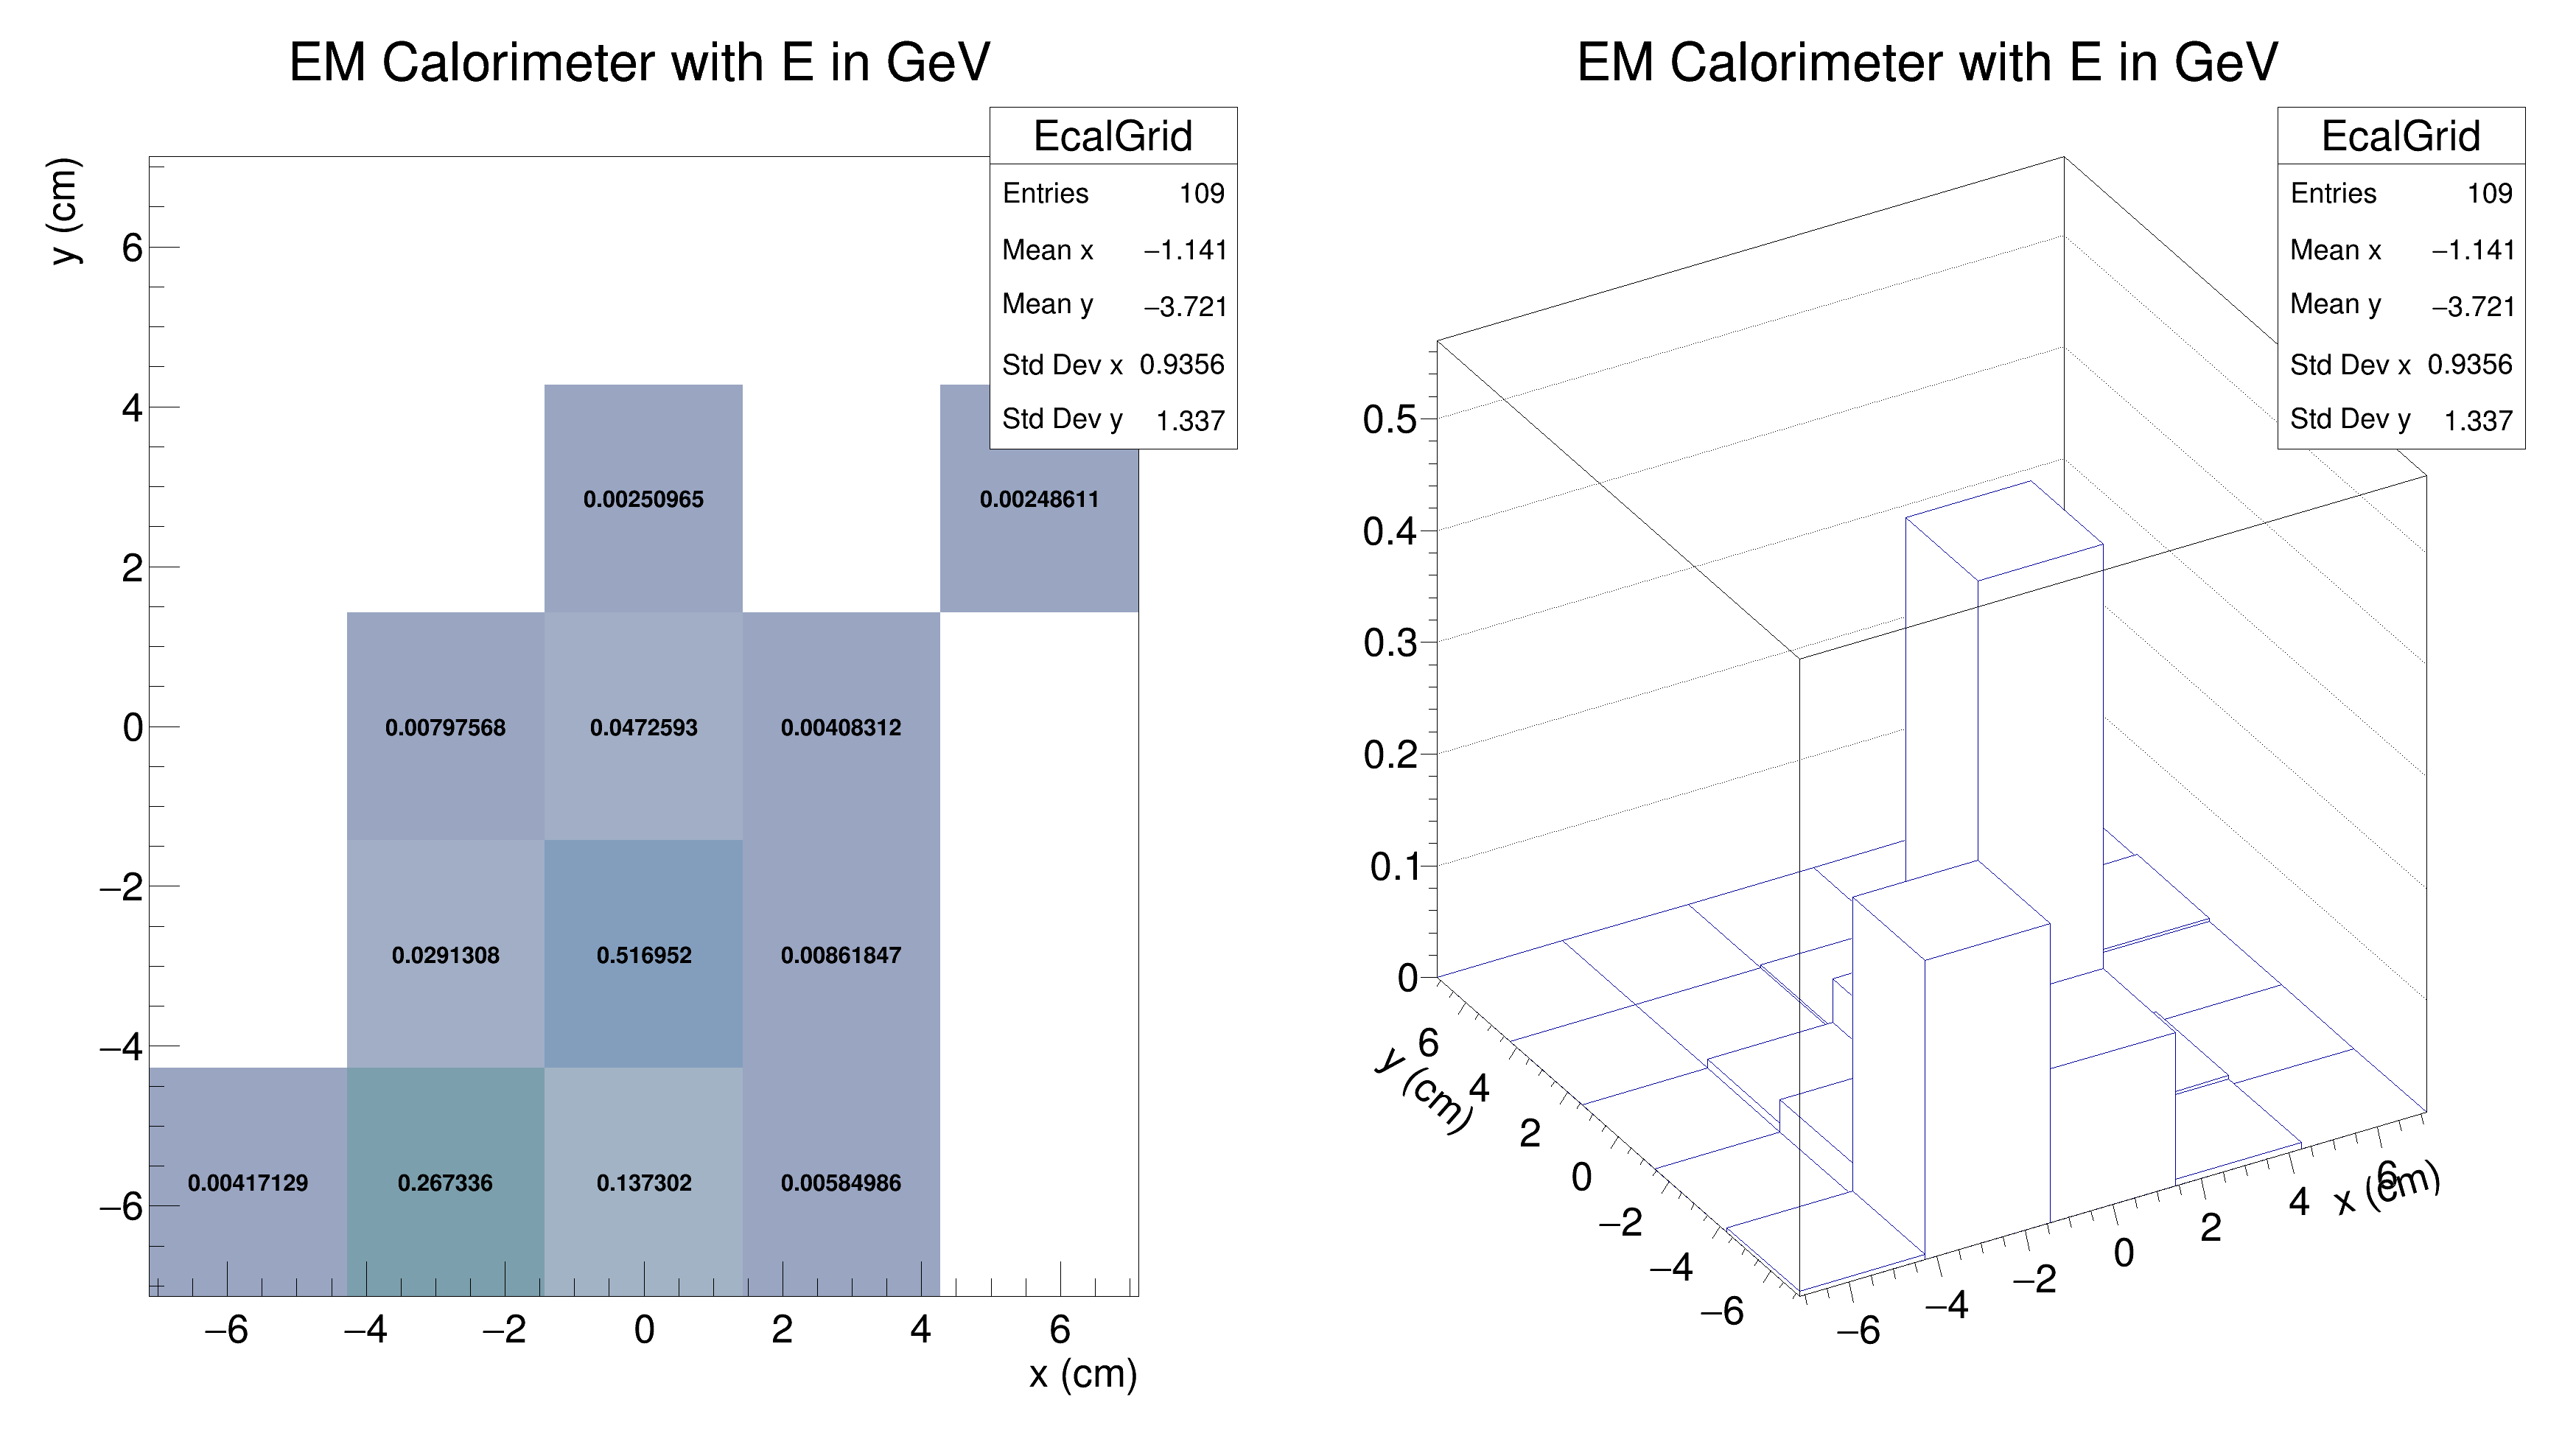 EM Calorimeter with E in GeV
EcalGrid
Entries 109
Mean x −1.141
Mean y −3.721
Std Dev x 0.9356
Std Dev y 1.337
y (cm)
6
4
2
0
−2
−4
−6
0.00250965 0.00248611
0.00797568 0.0472593 0.00408312
0.0291308 0.516952 0.00861847
0.00417129 0.267336 0.137302 0.00584986
−6 −4 −2 0 2 4 6
x (cm)
EM Calorimeter with E in GeV
EcalGrid
Entries 109
Mean x −1.141
Mean y −3.721
Std Dev x 0.9356
Std Dev y 1.337
0.5
0.4
0.3
0.2
0.1
0
y (cm)
6
4
2
0
−2
−4
−6
−6 −4 −2 0 2 4 6
x (cm)